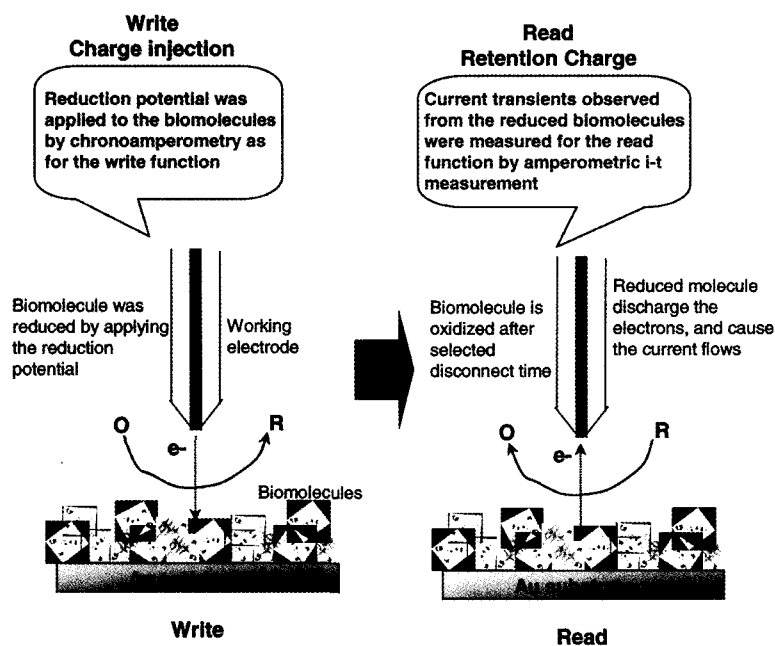 Write
Charge injection
Reduction potential was
applied to the biomolecules
by chronoamperometry as
for the write function
Biomolecule was
reduced by applying
the reduction
potential
Working
electrode
O
R
e-
Biomolecules
Write
Read
Retention Charge
Current transients observed
from the reduced biomolecules
were measured for the read
function by amperometric i-t
measurement
Biomolecule is
oxidized after
selected
disconnect time
Reduced molecule
discharge the
electrons, and cause
the current flows
O
R
e-
Au substrate
Read